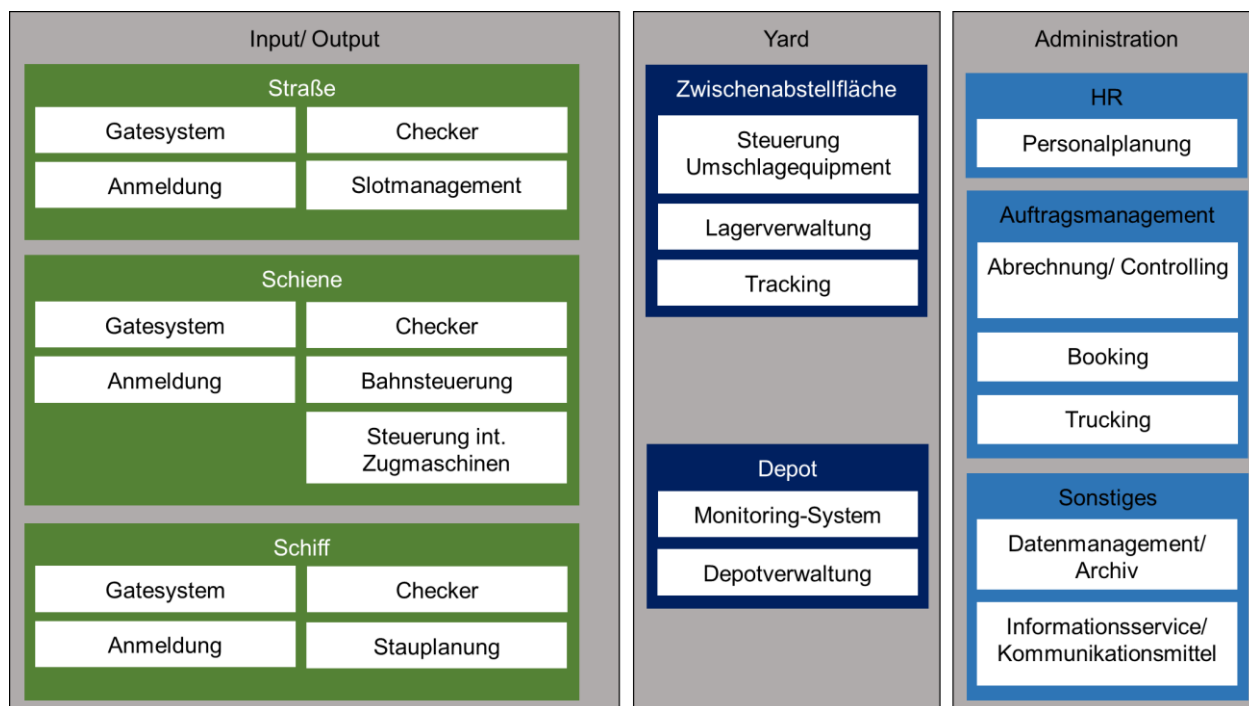 Input/ Output
Straße
Gatesystem
Checker
Anmeldung
Slotmanagement
Schiene
Gatesystem
Checker
Anmeldung
Bahnsteuerung
Steuerung int.
Zugmaschinen
Schiff
Gatesystem
Checker
Anmeldung
Stauplanung
Yard
Zwischenabstellfläche
Steuerung
Umschlagequipment
Lagerverwaltung
Tracking
Depot
Monitoring-System
Depotverwaltung
Administration
HR
Personalplanung
Auftragsmanagement
Abrechnung/ Controlling
Booking
Trucking
Sonstiges
Datenmanagement/
Archiv
Informationsservice/
Kommunikationsmittel